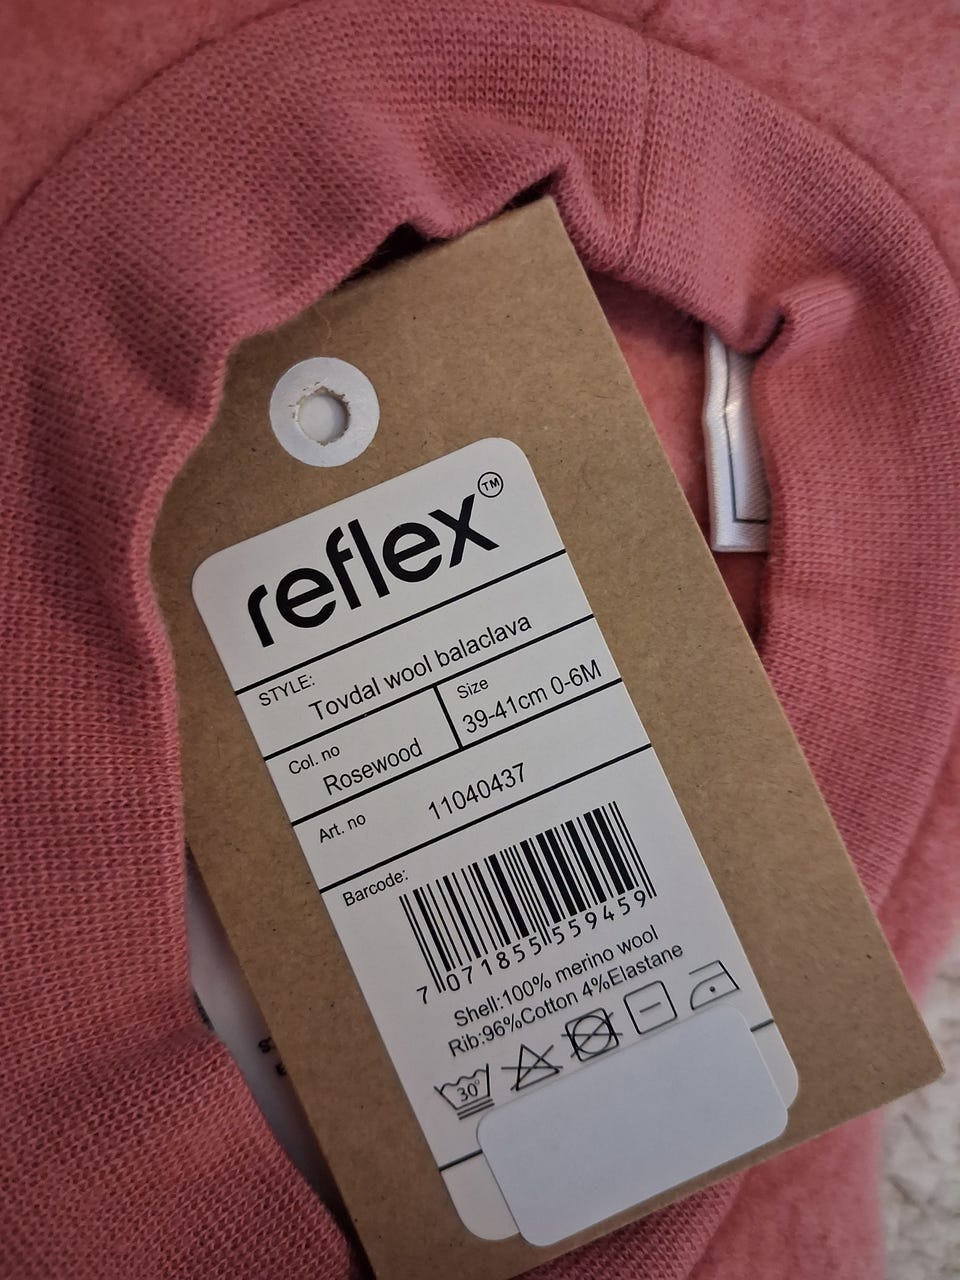 reflex™
STYLE:
Tovdal wool balaclava
Col. no
Rosewood
Size
39-41cm 0-6M
Art. no
11040437
Barcode:
7 071855 559459
Shell:100% merino wool
Rib:96%Cotton 4%Elastane
30°